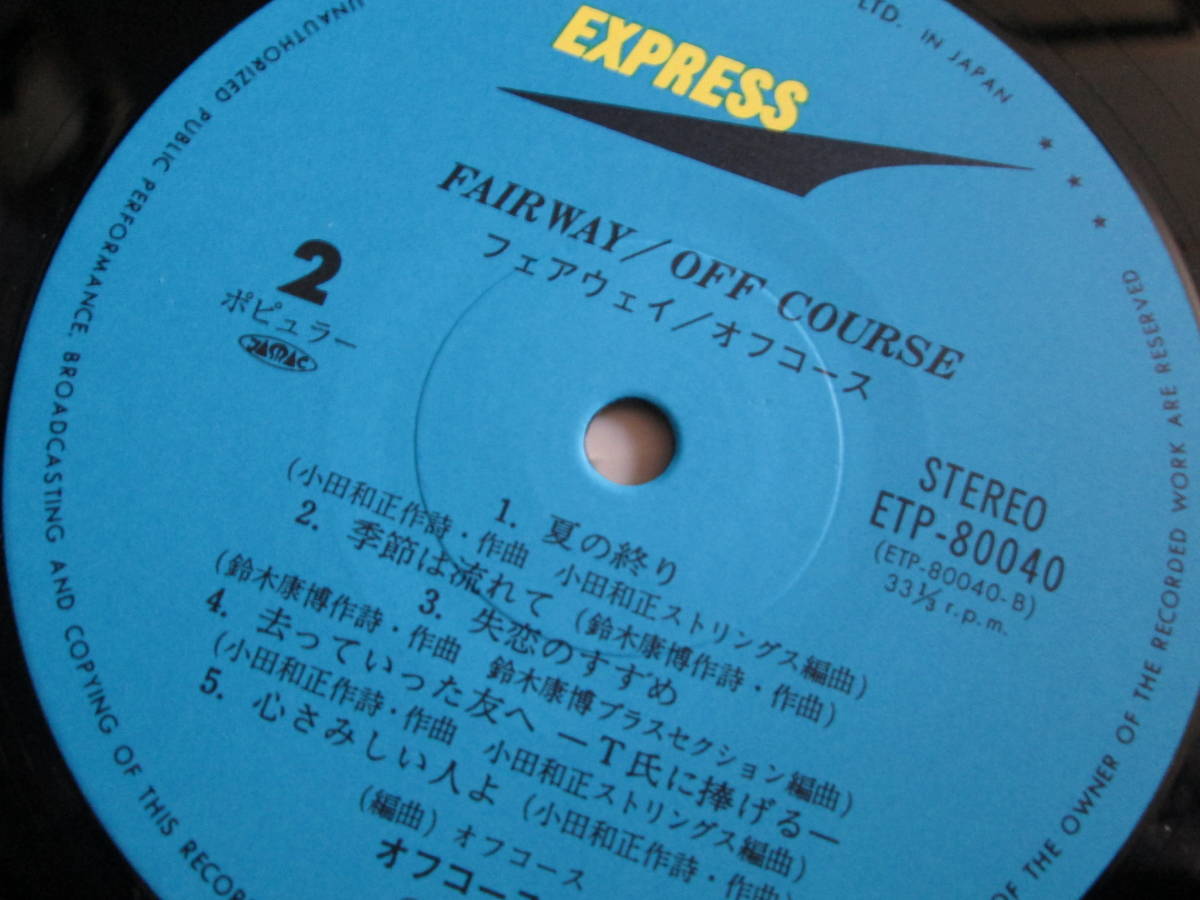 EXPRESS
FAIRWAY/OFF COURSE
フェアウェイ/オフコース
2
ポピュラー
STEREO
ETP-80040
(ETP-80040-B)
33⅓ r.p.m.
1. 夏の終り
(小田和正作詩・作曲 小田和正ストリングス編曲)
2. 季節は流れて (鈴木康博作詩・作曲)
3. 失恋のすすめ
(鈴木康博作詩・作曲 鈴木康博ブラスセクション編曲)
4. 去っていった友へ —T氏に捧げる—
(小田和正作詩・作曲 小田和正ストリングス編曲)
5. 心さみしい人よ (小田和正作詩・作曲)
(編曲) オフコース
オフコー
LTD. IN JAPAN ★ ★ ★
OF THE OWNER OF THE RECORDED WORK ARE RESERVED
UNAUTHORIZED PUBLIC PERFORMANCE, BROADCASTING AND COPYING OF THIS RECOR